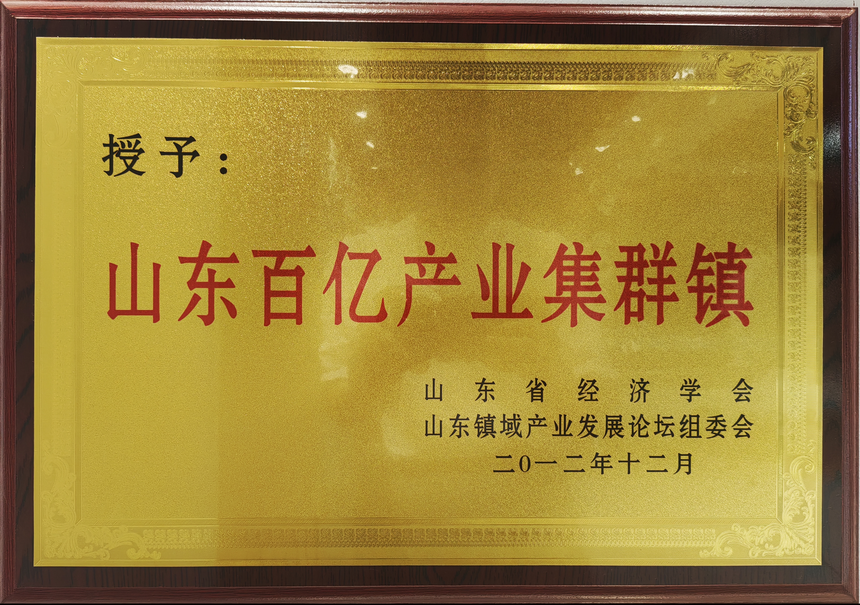 授予：
山东百亿产业集群镇
山东省经济学会
山东镇域产业发展论坛组委会
二0一二年十二月